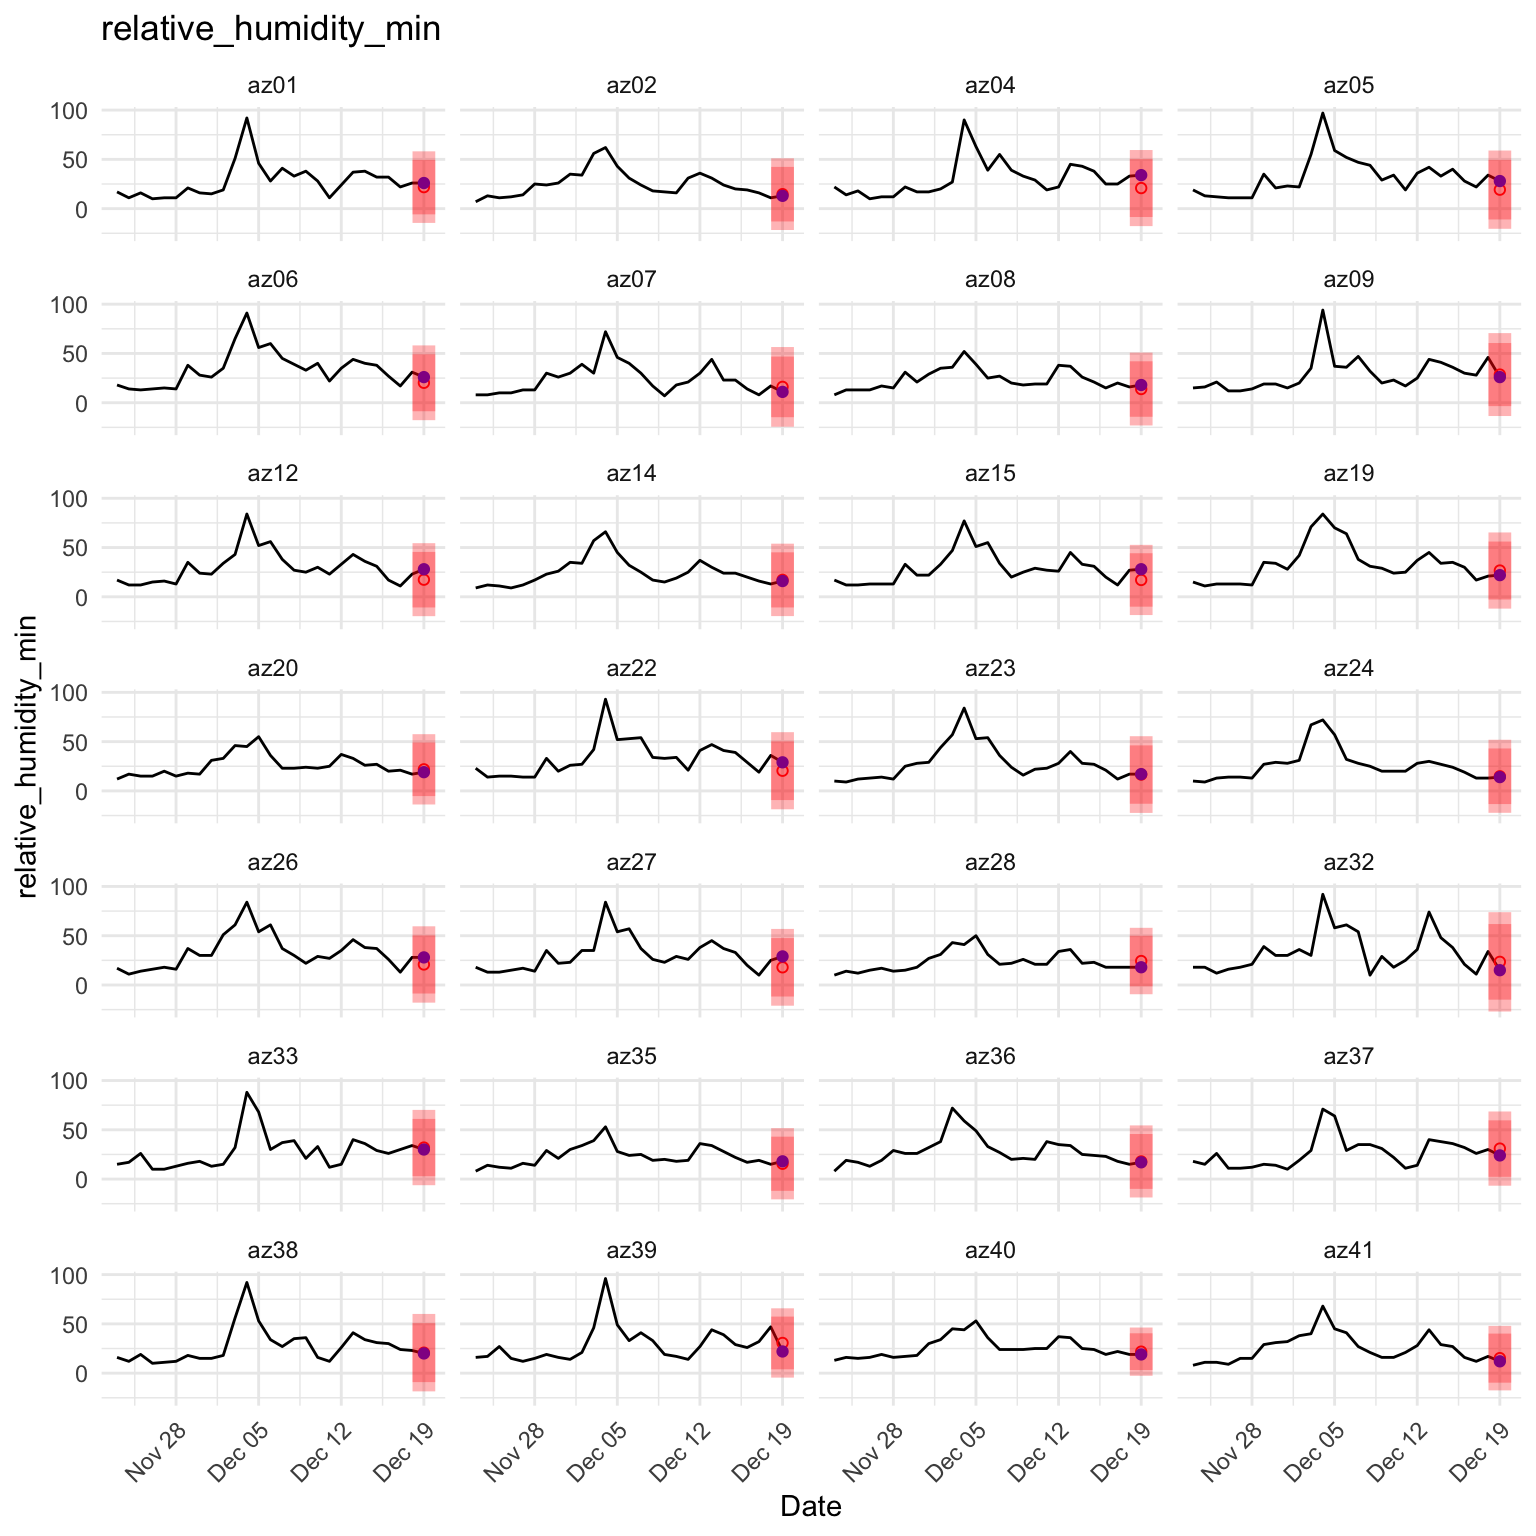 relative_humidity_min
az01 az02 az04 az05
100
50
0
az06 az07 az08 az09
100
50
0
az12 az14 az15 az19
100
50
0
relative_humidity_min
az20 az22 az23 az24
100
50
0
az26 az27 az28 az32
100
50
0
az33 az35 az36 az37
100
50
0
az38 az39 az40 az41
100
50
0
Nov 28 Dec 05 Dec 12 Dec 19 Nov 28 Dec 05 Dec 12 Dec 19 Nov 28 Dec 05 Dec 12 Dec 19 Nov 28 Dec 05 Dec 12 Dec 19
Date